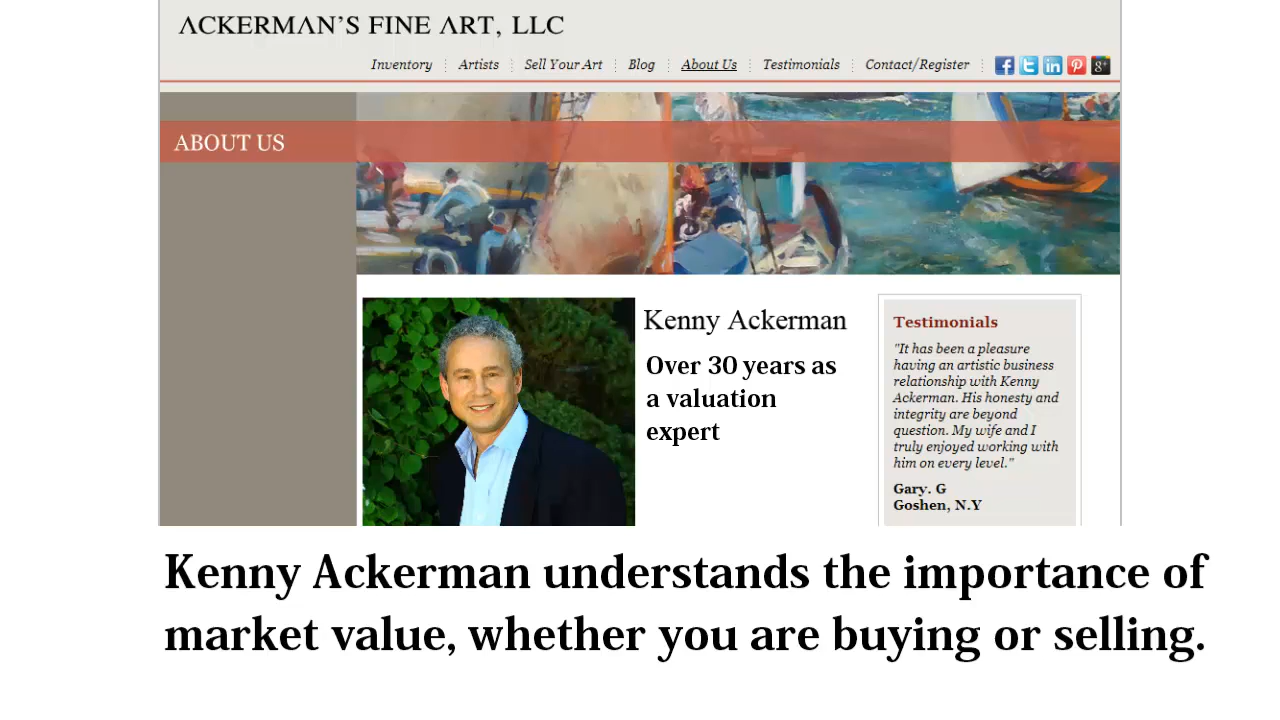 ACKERMAN'S FINE ART, LLC
Inventory Artists Sell Your Art Blog About Us Testimonials Contact/Register
ABOUT US
Kenny Ackerman
Over 30 years as
a valuation
expert
Testimonials
"It has been a pleasure
having an artistic business
relationship with Kenny
Ackerman. His honesty and
integrity are beyond
question. My wife and I
truly enjoyed working with
him on every level."
Gary. G
Goshen, N.Y
Kenny Ackerman understands the importance of
market value, whether you are buying or selling.